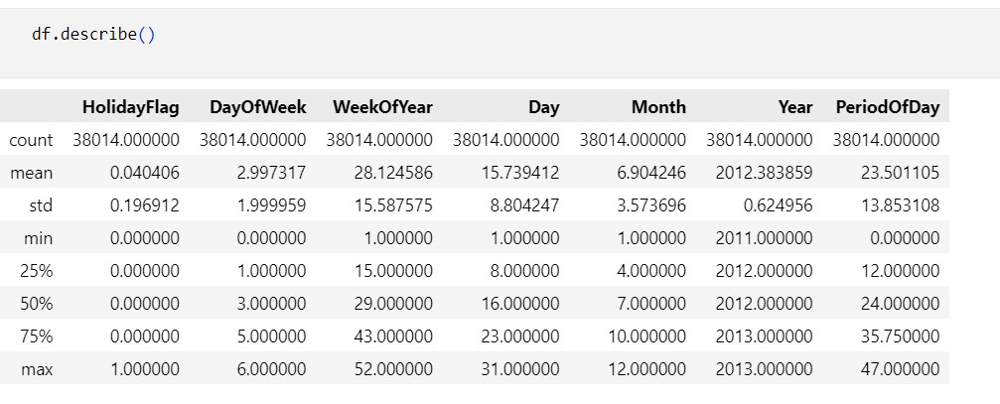 df.describe()
HolidayFlag DayOfWeek WeekOfYear Day Month Year PeriodOfDay
count 38014.000000 38014.000000 38014.000000 38014.000000 38014.000000 38014.000000 38014.000000
mean 0.040406 2.997317 28.124586 15.739412 6.904246 2012.383859 23.501105
std 0.196912 1.999959 15.587575 8.804247 3.573696 0.624956 13.853108
min 0.000000 0.000000 1.000000 1.000000 1.000000 2011.000000 0.000000
25% 0.000000 1.000000 15.000000 8.000000 4.000000 2012.000000 12.000000
50% 0.000000 3.000000 29.000000 16.000000 7.000000 2012.000000 24.000000
75% 0.000000 5.000000 43.000000 23.000000 10.000000 2013.000000 35.750000
max 1.000000 6.000000 52.000000 31.000000 12.000000 2013.000000 47.000000